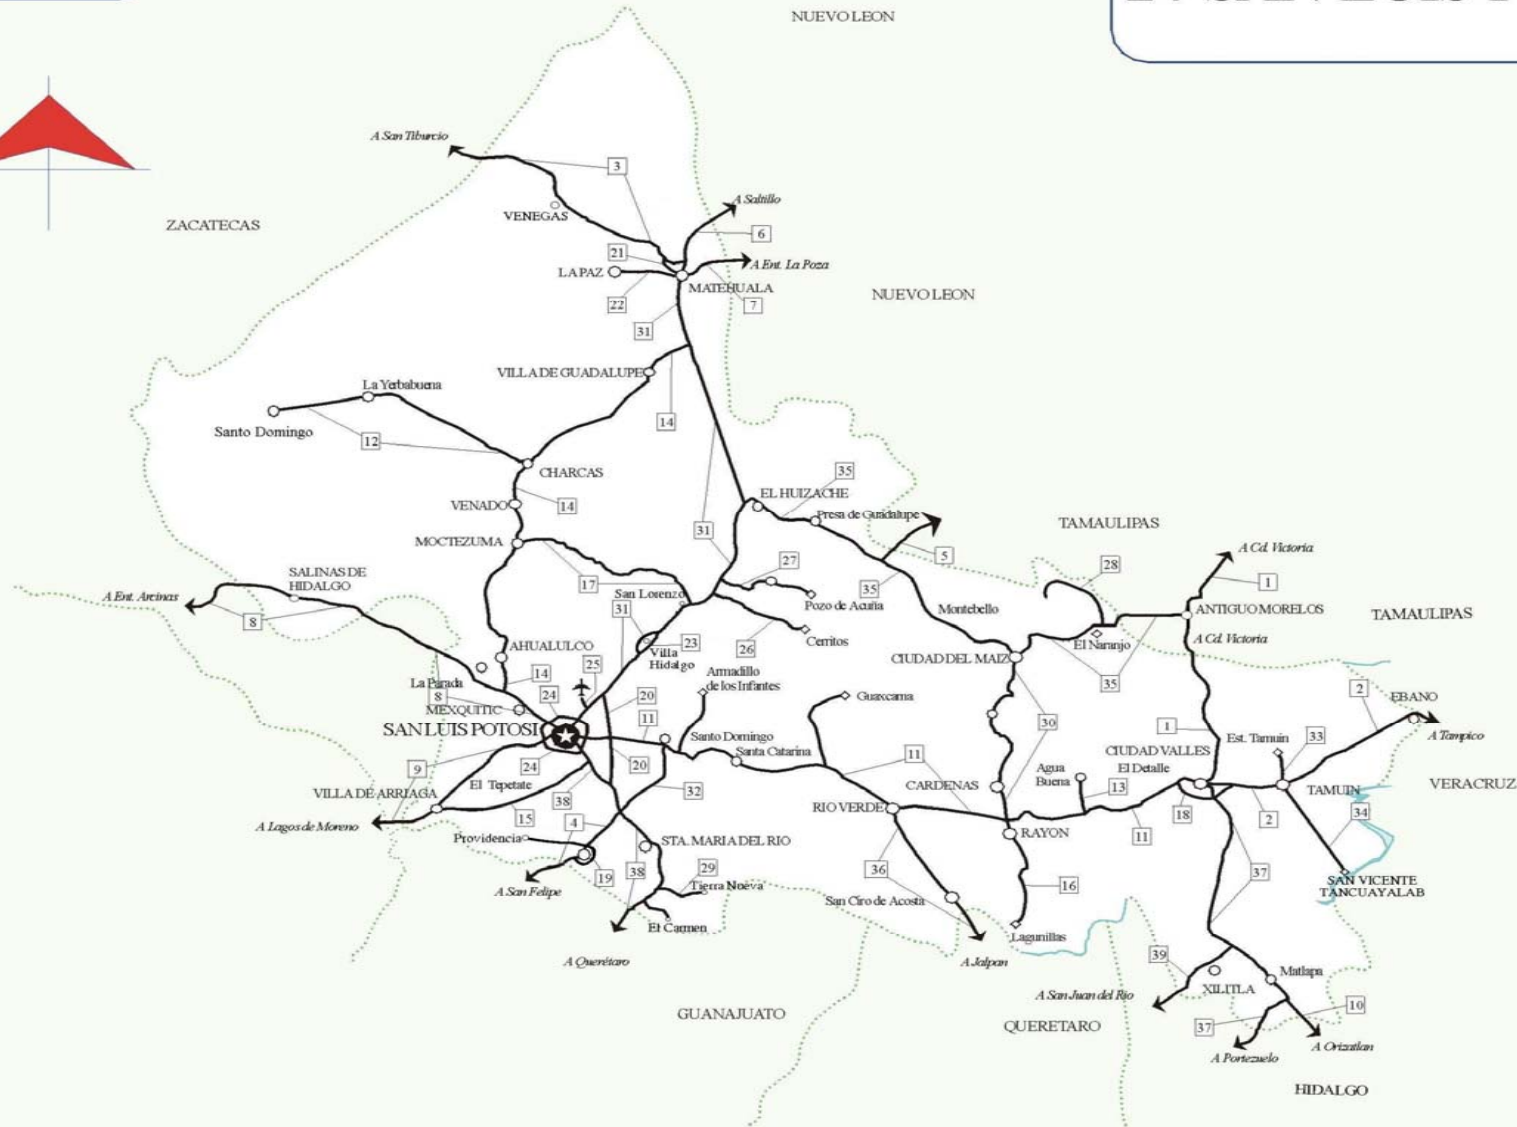 NUEVO LEON
A San Tiburcio
3
ZACATECAS
VENEGAS
A Saltillo
6
21
LA PAZ
A Ent. La Poza
22
MATEHUALA
7
NUEVO LEON
31
VILLA DE GUADALUPE
La Yerbabuena
14
Santo Domingo
12
CHARCAS
35
EL HUIZACHE
VENADO
14
Presa de Guadalupe
31
TAMAULIPAS
MOCTEZUMA
5
A Cd. Victoria
27
28
SALINAS DE
HIDALGO
17
San Lorenzo
35
1
A Ent. Arcinas
31
Pozo de Acuña
Montebello
ANTIGUO MORELOS
TAMAULIPAS
8
23
26
Cerritos
El Naranjo
A Cd. Victoria
AHUALULCO
Villa
Hidalgo
CIUDAD DEL MAIZ
14
25
Armadillo
de los Infantes
35
La Parada
8
24
20
Guaxcama
2
EBANO
MEXQUITIC
11
30
1
SAN LUIS POTOSI
Santo Domingo
Est. Tamuin
33
A Tampico
Santa Catarina
11
CIUDAD VALLES
9
24
20
Agua
Buena
El Detalle
El Tepetate
CARDENAS
13
VERACRUZ
VILLA DE ARRIAGA
38
32
RIO VERDE
18
2
TAMUIN
34
A Lagos de Moreno
15
4
RAYON
11
Providencia
STA. MARIA DEL RIO
A San Felipe
19
38
29
36
16
37
SAN VICENTE
TANCUAYALAB
Tierra Nueva
San Ciro de Acosta
El Carmen
Lagunillas
A Querétaro
A Jalpan
39
Matlapa
XILITLA
A San Juan del Rio
10
GUANAJUATO
QUERETARO
37
A Portezuelo
A Orizatlan
HIDALGO